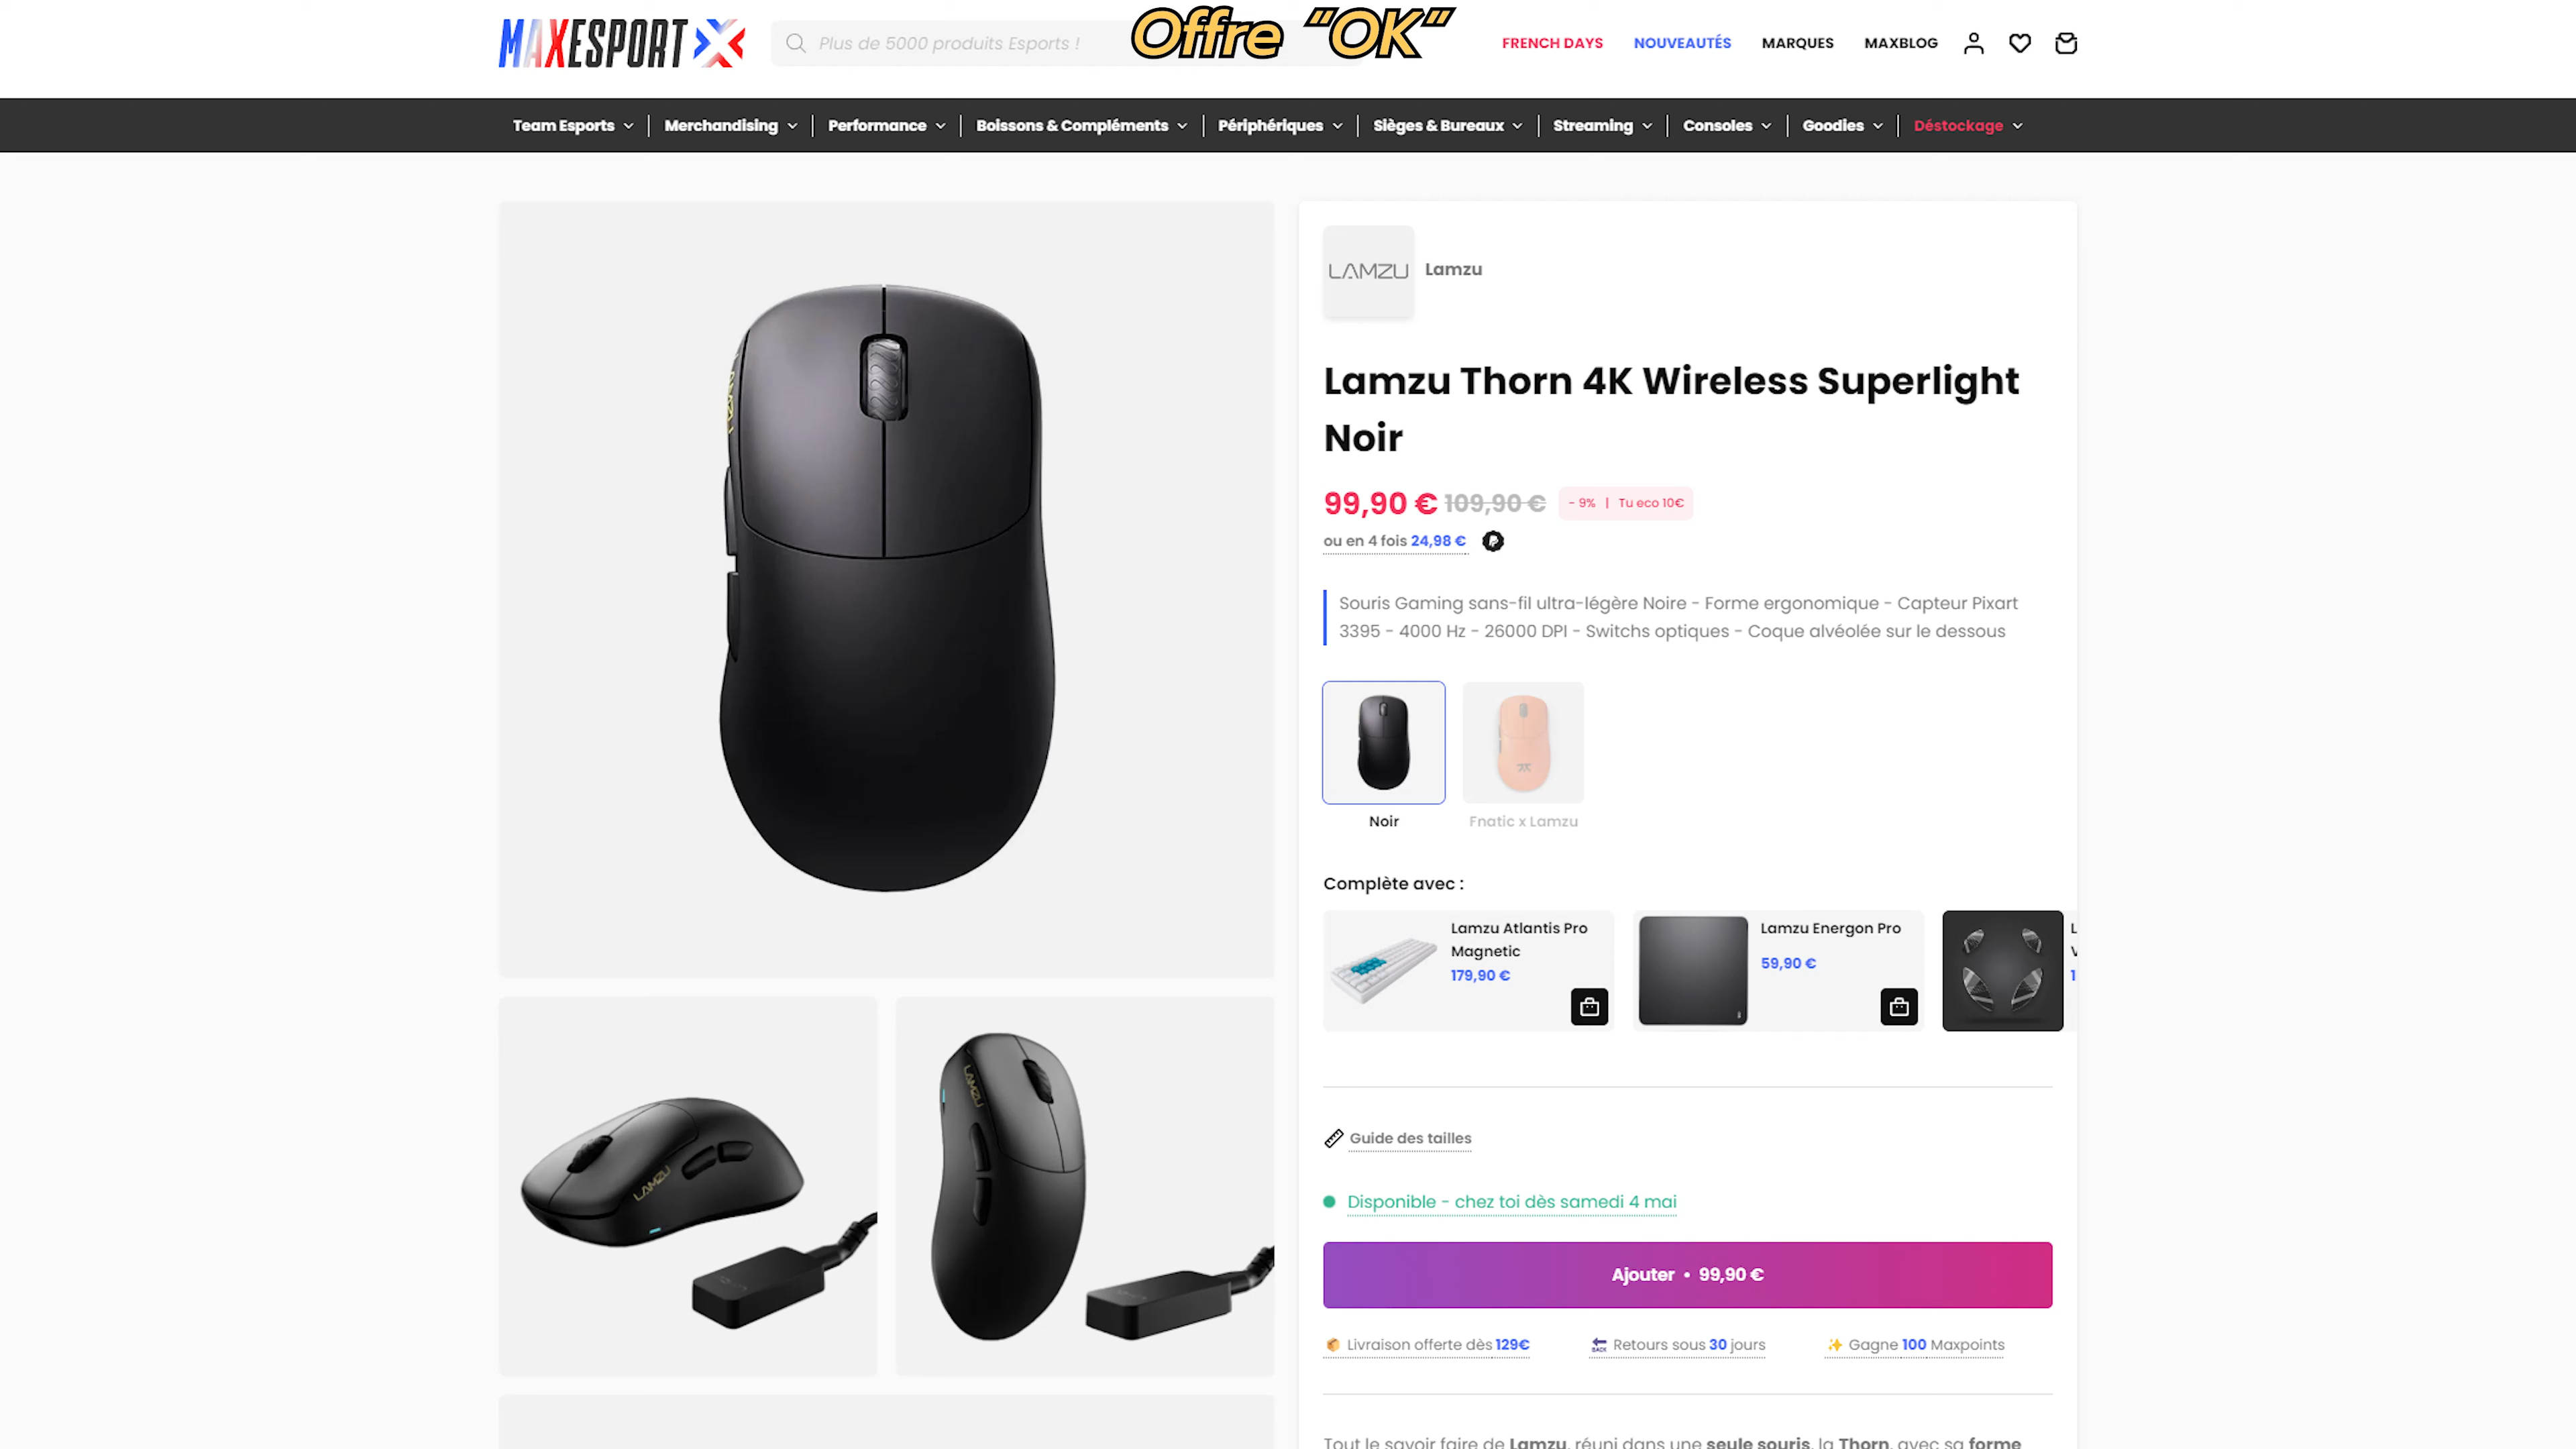 MAXESPORT
Plus de 5000 produits Esports !
Offre "OK"
FRENCH DAYS
NOUVEAUTÉS
MARQUES
MAXBLOG
Team Esports
Merchandising
Performance
Boissons & Compléments
Périphériques
Sièges & Bureaux
Streaming
Consoles
Goodies
Déstockage
LAMZU
Lamzu
Lamzu Thorn 4K Wireless Superlight
Noir
99,90 € 109,90 € - 9% | Tu eco 10€
ou en 4 fois 24,98 €
Souris Gaming sans-fil ultra-légère Noire - Forme ergonomique - Capteur Pixart
3395 - 4000 Hz - 26000 DPI - Switchs optiques - Coque alvéolée sur le dessous
Noir
Fnatic x Lamzu
Complète avec :
Lamzu Atlantis Pro
Magnetic
179,90 €
Lamzu Energon Pro
59,90 €
L
V
1
LAMZU
LAMZU
Guide des tailles
Disponible - chez toi dès samedi 4 mai
Ajouter • 99,90 €
Livraison offerte dès 129€
BACK Retours sous 30 jours
Gagne 100 Maxpoints
Tout le savoir faire de Lamzu, réuni dans une seule souris, la Thorn, avec sa forme